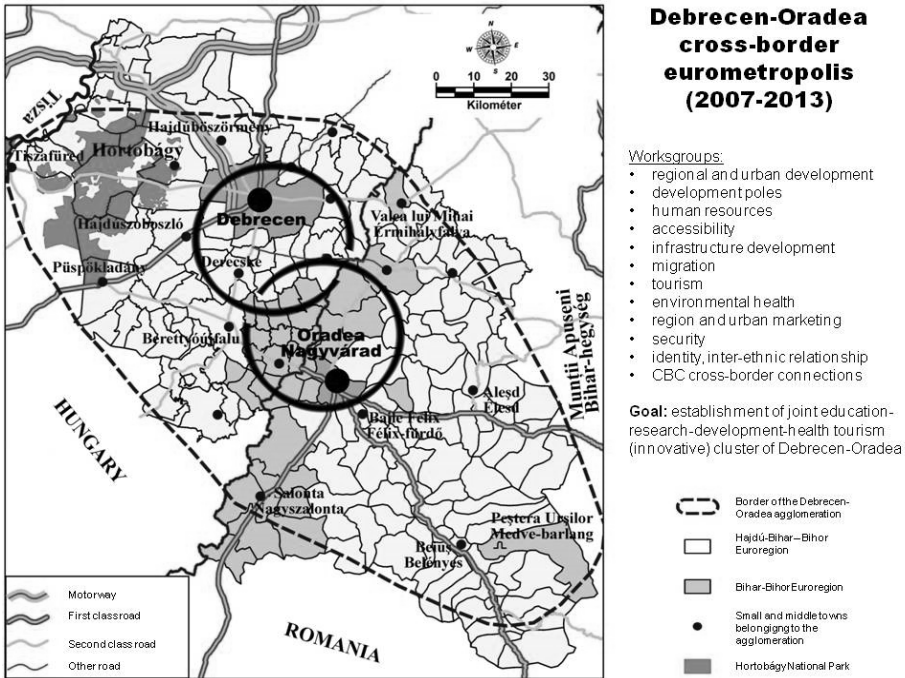 Debrecen-Oradea
cross-border
eurometropolis
(2007-2013)
Worksgroups:
• regional and urban development
• development poles
• human resources
• accessibility
• infrastructure development
• migration
• tourism
• environmental health
• region and urban marketing
• security
• identity, inter-ethnic relationship
• CBC cross-border connections
Goal: establishment of joint education-
research-development-health tourism
(innovative) cluster of Debrecen-Oradea
Border of the Debrecen-
Oradea agglomeration
Hajdú-Bihar–Bihor
Euroregion
Bihar-Bihor Euroregion
Small and middle towns
belongigng to the
agglomeration
Hortobágy National Park
N
W
E
S
0 10 20 30
Kilométer
Tisza
Hajdúböszörmény
Hortobágy
Tiszafüred
Debrecen
Hajdúszoboszló
Valea lui Mihai
Érmihályfalva
Derecske
Püspökladány
Berettyóújfalu
Oradea
Nagyvárad
Munţii Apuseni
Bihar-hegység
Aleşd
Élesd
Baile Felix
Félix-fürdő
HUNGARY
Salonta
Nagyszalonta
Peştera Ursilor
Medve-barlang
Beiuş
Belényes
ROMANIA
Motorway
First class road
Second class road
Other road